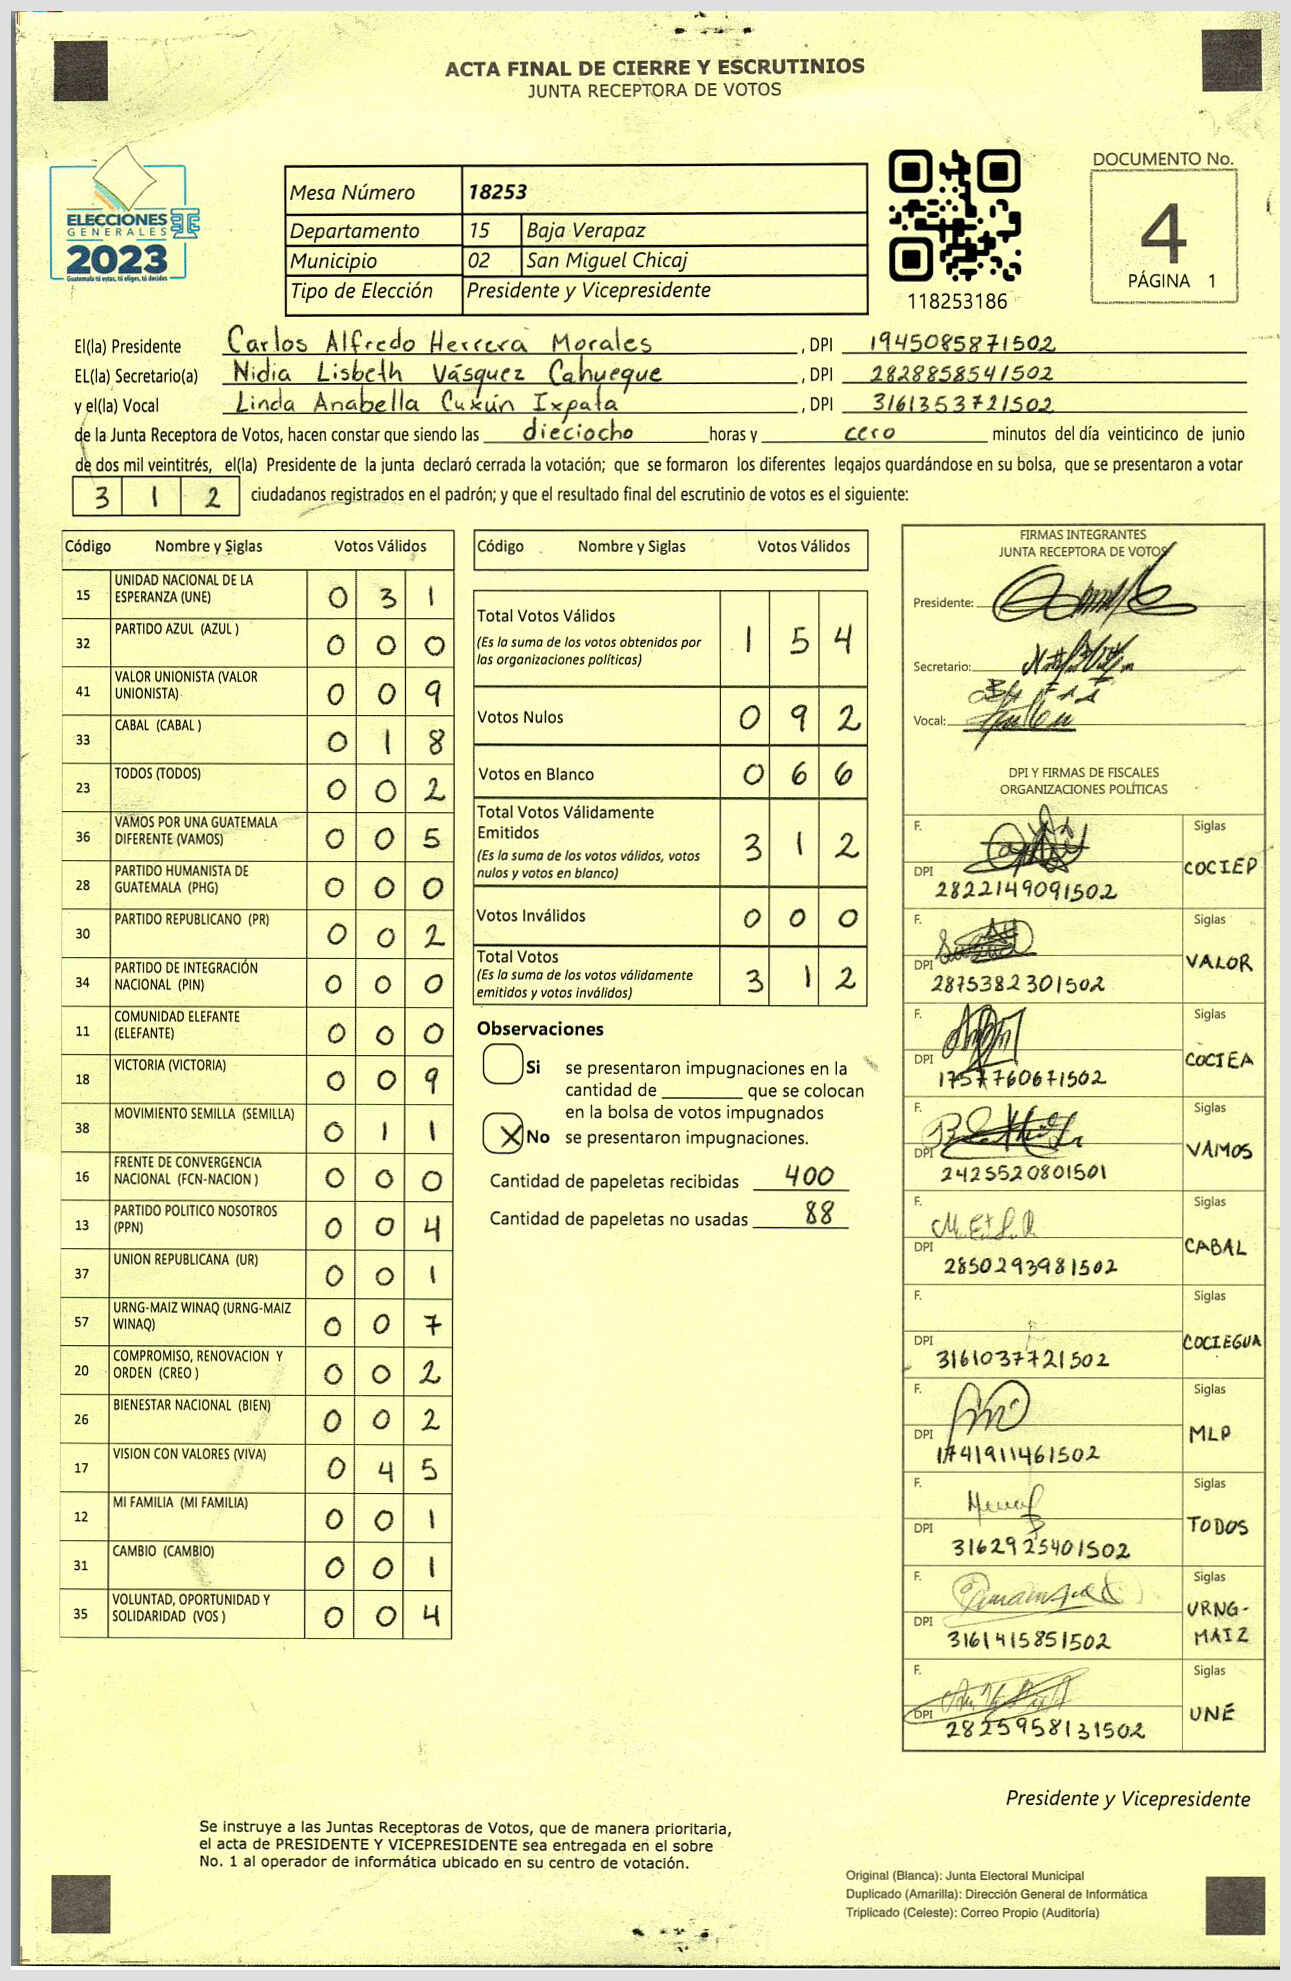 ACTA FINAL DE CIERRE Y ESCRUTINIOS
JUNTA RECEPTORA DE VOTOS
ELECCIONES
GENERALES
2023
Guatemala tú votas, tú eliges, tú decides
Mesa Número 18253
Departamento 15 Baja Verapaz
Municipio 02 San Miguel Chicaj
Tipo de Elección Presidente y Vicepresidente
118253186
DOCUMENTO No.
4
PÁGINA 1
El(la) Presidente Carlos Alfredo Herrera Morales, DPI 1945085871502
EL(la) Secretario(a) Nidia Lisbeth Vásquez Cahueque, DPI 2828858541502
y el(la) Vocal Linda Anabella Cuxún Ixpata, DPI 3161353721502
de la Junta Receptora de Votos, hacen constar que siendo las dieciocho horas y cero minutos del día veinticinco de junio
de dos mil veintitrés, el(la) Presidente de la junta declaró cerrada la votación; que se formaron los diferentes legajos guardándose en su bolsa, que se presentaron a votar
3 1 2 ciudadanos registrados en el padrón; y que el resultado final del escrutinio de votos es el siguiente:
Código Nombre y Siglas Votos Válidos
15 UNIDAD NACIONAL DE LA ESPERANZA (UNE) 0 3 1
32 PARTIDO AZUL (AZUL ) 0 0 0
41 VALOR UNIONISTA (VALOR UNIONISTA) 0 0 9
33 CABAL (CABAL ) 0 1 8
23 TODOS (TODOS) 0 0 2
36 VAMOS POR UNA GUATEMALA DIFERENTE (VAMOS) 0 0 5
28 PARTIDO HUMANISTA DE GUATEMALA (PHG) 0 0 0
30 PARTIDO REPUBLICANO (PR) 0 0 2
34 PARTIDO DE INTEGRACIÓN NACIONAL (PIN) 0 0 0
11 COMUNIDAD ELEFANTE (ELEFANTE) 0 0 0
18 VICTORIA (VICTORIA) 0 0 9
38 MOVIMIENTO SEMILLA (SEMILLA) 0 1 1
16 FRENTE DE CONVERGENCIA NACIONAL (FCN-NACION ) 0 0 0
13 PARTIDO POLITICO NOSOTROS (PPN) 0 0 4
37 UNION REPUBLICANA (UR) 0 0 1
57 URNG-MAIZ WINAQ (URNG-MAIZ WINAQ) 0 0 7
20 COMPROMISO, RENOVACION Y ORDEN (CREO ) 0 0 2
26 BIENESTAR NACIONAL (BIEN) 0 0 2
17 VISION CON VALORES (VIVA) 0 4 5
12 MI FAMILIA (MI FAMILIA) 0 0 1
31 CAMBIO (CAMBIO) 0 0 1
35 VOLUNTAD, OPORTUNIDAD Y SOLIDARIDAD (VOS ) 0 0 4
Código Nombre y Siglas Votos Válidos
Total Votos Válidos 1 5 4
(Es la suma de los votos obtenidos por
las organizaciones políticas)
Votos Nulos 0 9 2
Votos en Blanco 0 6 6
Total Votos Válidamente
Emitidos 3 1 2
(Es la suma de los votos válidos, votos
nulos y votos en blanco)
Votos Inválidos 0 0 0
Total Votos 3 1 2
(Es la suma de los votos válidamente
emitidos y votos inválidos)
Observaciones
Si se presentaron impugnaciones en la
cantidad de ________ que se colocan
en la bolsa de votos impugnados
X No se presentaron impugnaciones.
Cantidad de papeletas recibidas 400
Cantidad de papeletas no usadas 88
FIRMAS INTEGRANTES
JUNTA RECEPTORA DE VOTOS
Presidente:
Secretario:
Vocal:
DPI Y FIRMAS DE FISCALES
ORGANIZACIONES POLÍTICAS
F. Siglas
DPI 2822149091502 COCIEP
F. Siglas
DPI 2875382301502 VALOR
F. Siglas
DPI 1757760671502 COCIEA
F. Siglas
DPI 2425520801501 VAMOS
F. Siglas
DPI 2850293981502 CABAL
F. Siglas
DPI 3161037721502 COCIEGUA
F. Siglas
DPI 1741911461502 MLP
F. Siglas
DPI 3162925401502 TODOS
F. Siglas
DPI 3161415851502 URNG-MAIZ
F. Siglas
DPI 2825958131502 UNE
Presidente y Vicepresidente
Se instruye a las Juntas Receptoras de Votos, que de manera prioritaria,
el acta de PRESIDENTE Y VICEPRESIDENTE sea entregada en el sobre
No. 1 al operador de informática ubicado en su centro de votación.
Original (Blanca): Junta Electoral Municipal
Duplicado (Amarilla): Dirección General de Informática
Triplicado (Celeste): Correo Propio (Auditoría)